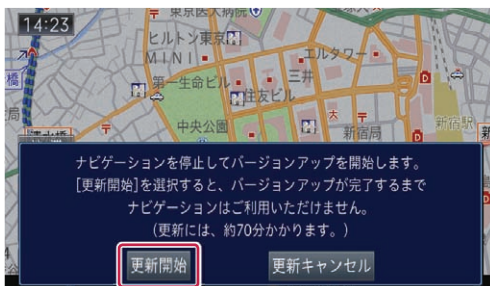 東京医大病院
14:23
ヒルトン東京
MINI
エルタワー
橋
第一生命ビル
三井
住友ビル
局
中央公園
新宿局
新宿駅
新
ナビゲーションを停止してバージョンアップを開始します。
[更新開始]を選択すると、バージョンアップが完了するまで
ナビゲーションはご利用いただけません。
(更新には、約70分かかります。)
更新開始
更新キャンセル